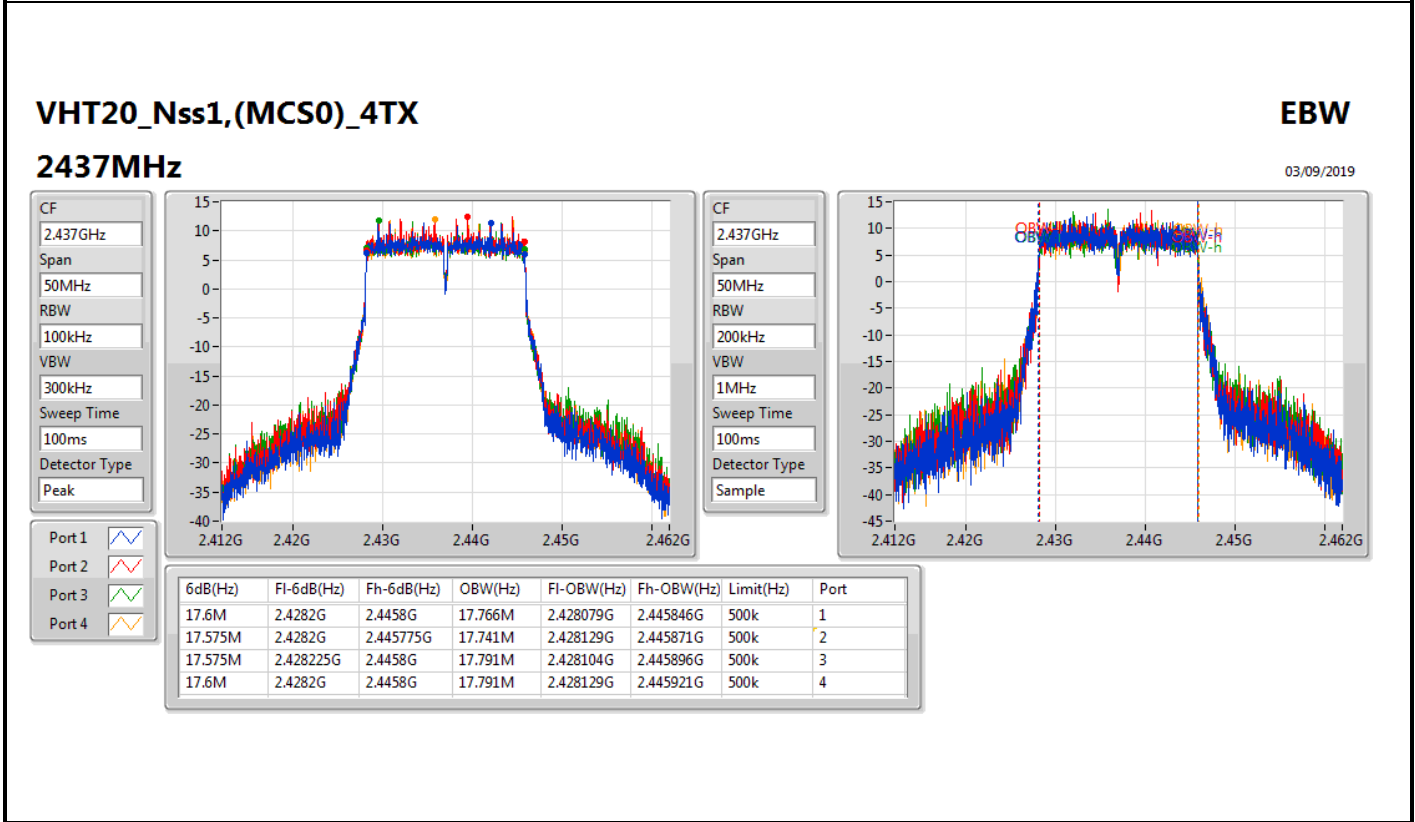 VHT20_Nss1,(MCS0)_4TX
EBW
2437MHz
03/09/2019
CF
2.437GHz
Span
50MHz
RBW
100kHz
VBW
300kHz
Sweep Time
100ms
Detector Type
Peak
15
10
5
0
-5
-10
-15
-20
-25
-30
-35
-40
2.412G 2.42G 2.43G 2.44G 2.45G 2.462G
CF
2.437GHz
Span
50MHz
RBW
200kHz
VBW
1MHz
Sweep Time
100ms
Detector Type
Sample
15
10
5
0
-5
-10
-15
-20
-25
-30
-35
-40
-45
2.412G 2.42G 2.43G 2.44G 2.45G 2.462G
Port 1
Port 2
Port 3
Port 4
6dB(Hz) Fl-6dB(Hz) Fh-6dB(Hz) OBW(Hz) Fl-OBW(Hz) Fh-OBW(Hz) Limit(Hz) Port
17.6M 2.4282G 2.4458G 17.766M 2.428079G 2.445846G 500k 1
17.575M 2.4282G 2.445775G 17.741M 2.428129G 2.445871G 500k 2
17.575M 2.428225G 2.4458G 17.791M 2.428104G 2.445896G 500k 3
17.6M 2.4282G 2.4458G 17.791M 2.428129G 2.445921G 500k 4